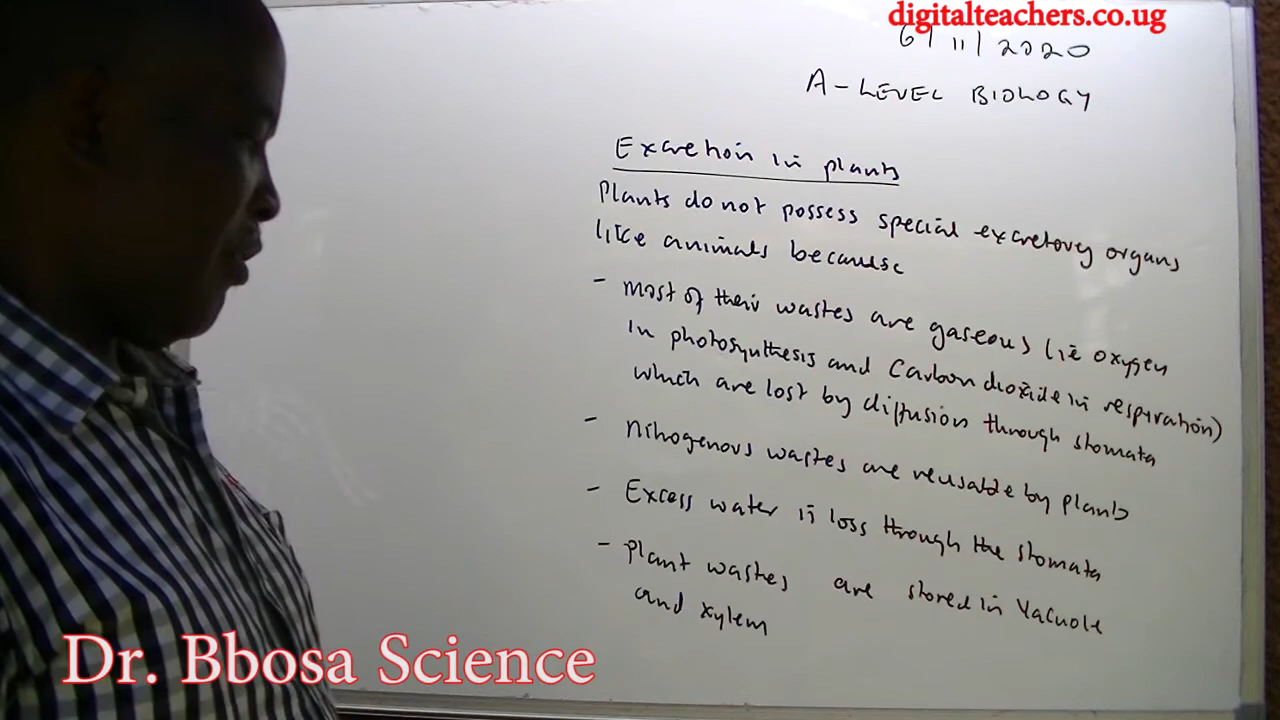 digitalteachers.co.ug
6/11/2020
A-LEVEL BIOLOGY
Excretion in plants
Plants do not possess special excretory organs
like animals because
- most of their wastes are gaseous (ie oxygen
in photosynthesis and Carbon dioxide in respiration)
which are lost by diffusion through stomata
- Nitrogenous wastes are reusable by plants
- Excess water is loss through the stomata
- Plant wastes are stored in Vacuole
and xylem
Dr. Bbosa Science